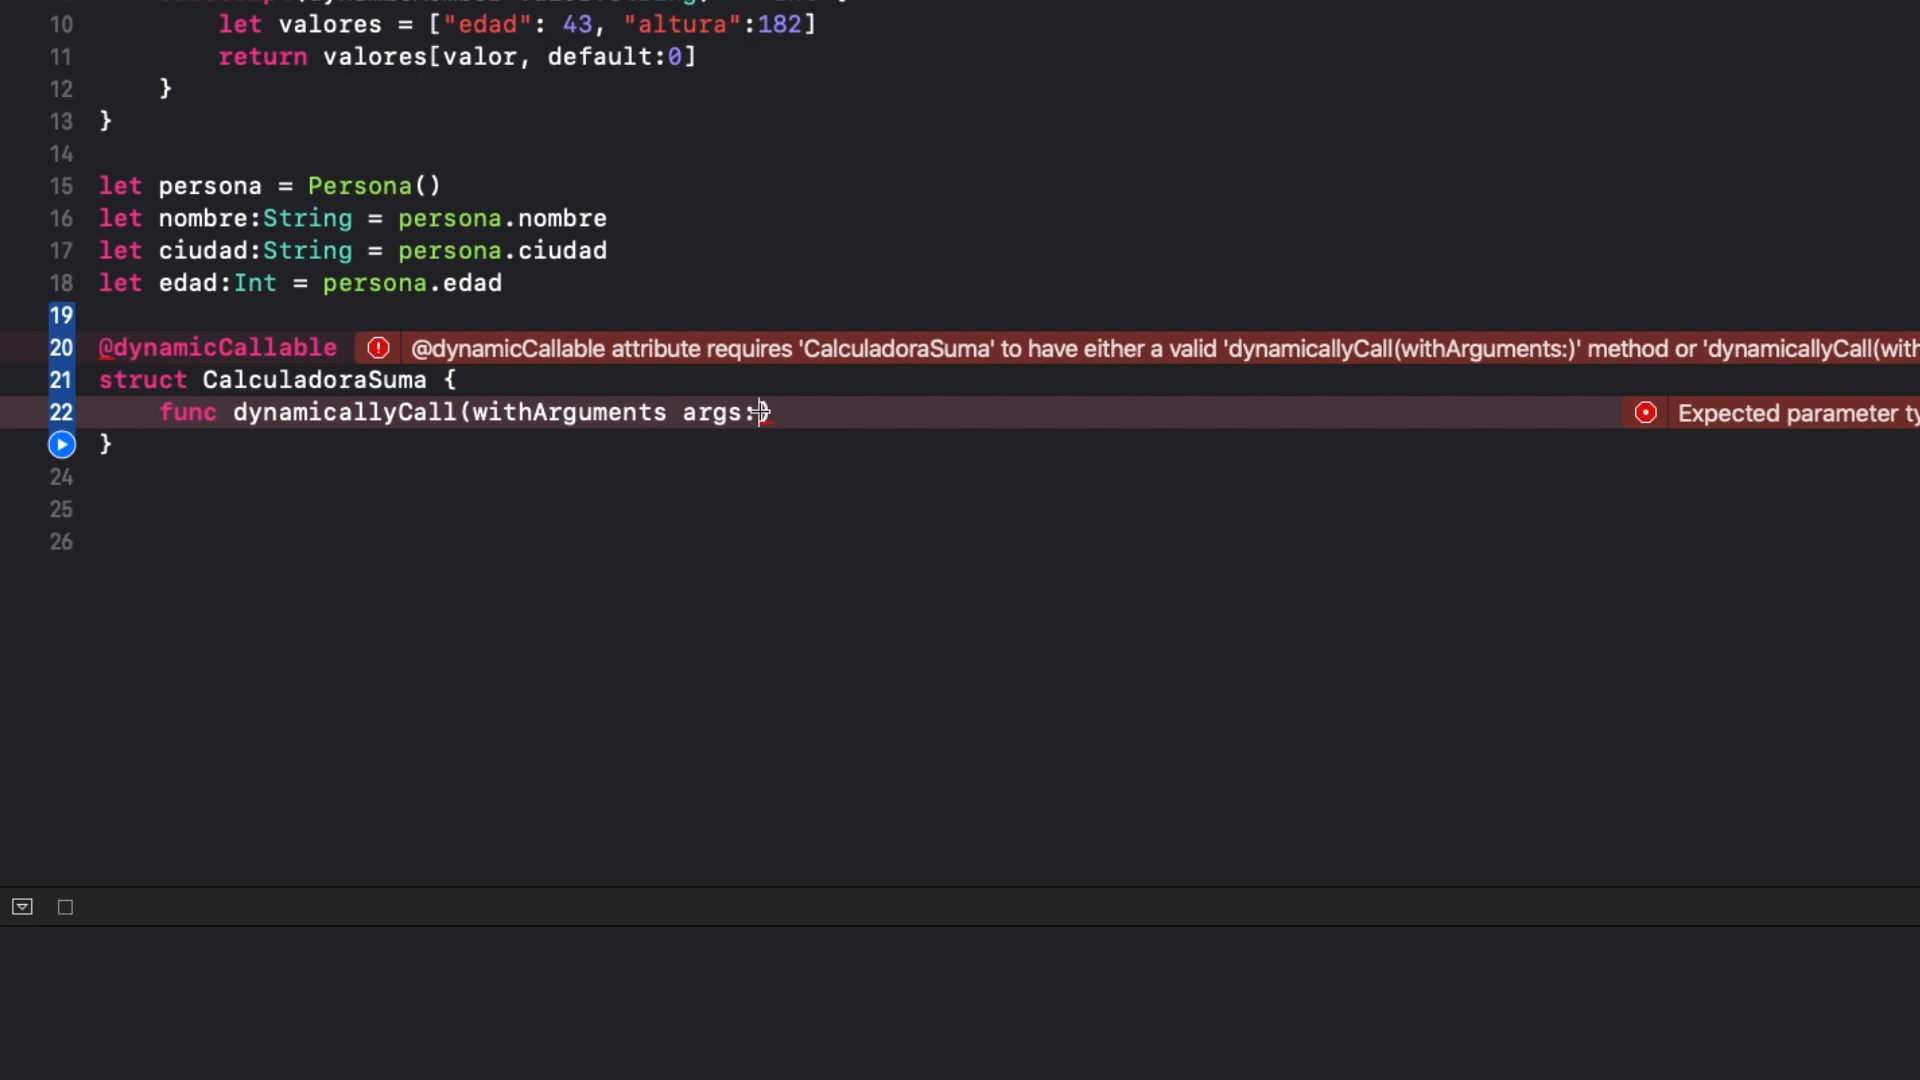 10 let valores = ["edad": 43, "altura":182]
11 return valores[valor, default:0]
12 }
13 }
14
15 let persona = Persona()
16 let nombre:String = persona.nombre
17 let ciudad:String = persona.ciudad
18 let edad:Int = persona.edad
19
20 @dynamicCallable @dynamicCallable attribute requires 'CalculadoraSuma' to have either a valid 'dynamicallyCall(withArguments:)' method or 'dynamicallyCall(with
21 struct CalculadoraSuma {
22 func dynamicallyCall(withArguments args:) Expected parameter ty
}
24
25
26